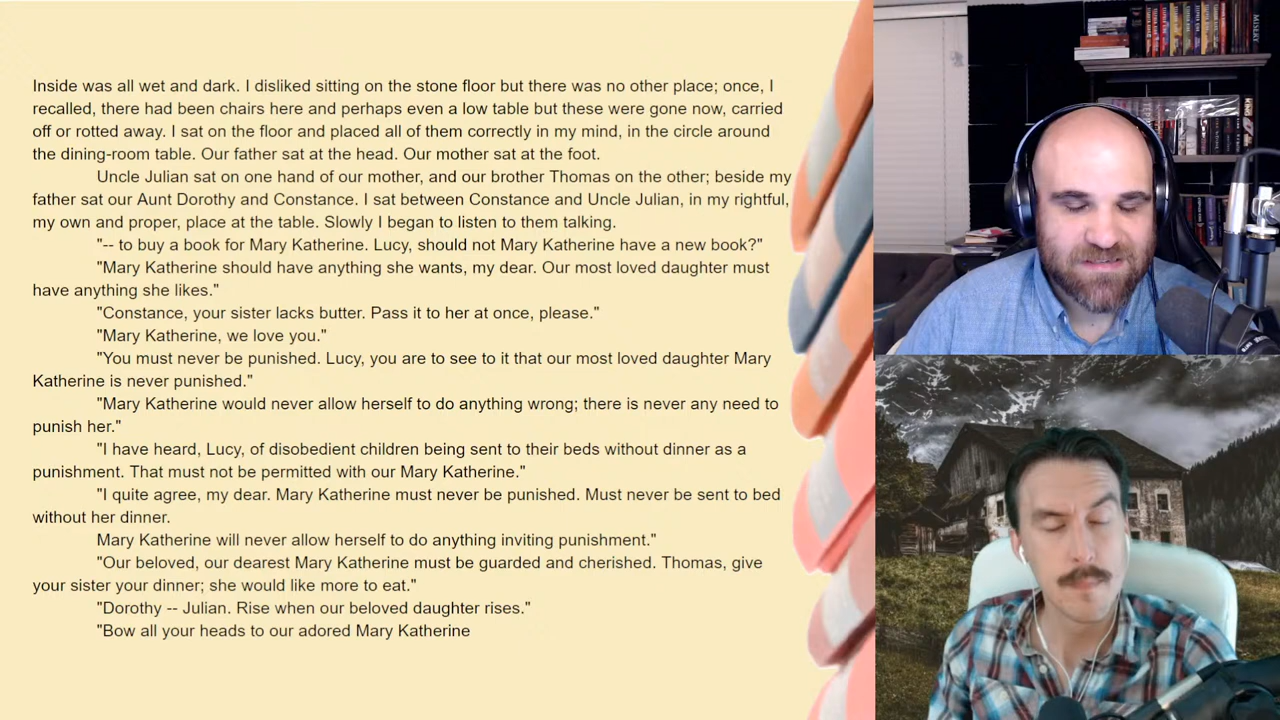 Inside was all wet and dark. I disliked sitting on the stone floor but there was no other place; once, I
recalled, there had been chairs here and perhaps even a low table but these were gone now, carried
off or rotted away. I sat on the floor and placed all of them correctly in my mind, in the circle around
the dining-room table. Our father sat at the head. Our mother sat at the foot.
Uncle Julian sat on one hand of our mother, and our brother Thomas on the other; beside my
father sat our Aunt Dorothy and Constance. I sat between Constance and Uncle Julian, in my rightful,
my own and proper, place at the table. Slowly I began to listen to them talking.
"-- to buy a book for Mary Katherine. Lucy, should not Mary Katherine have a new book?"
"Mary Katherine should have anything she wants, my dear. Our most loved daughter must
have anything she likes."
"Constance, your sister lacks butter. Pass it to her at once, please."
"Mary Katherine, we love you."
"You must never be punished. Lucy, you are to see to it that our most loved daughter Mary
Katherine is never punished."
"Mary Katherine would never allow herself to do anything wrong; there is never any need to
punish her."
"I have heard, Lucy, of disobedient children being sent to their beds without dinner as a
punishment. That must not be permitted with our Mary Katherine."
"I quite agree, my dear. Mary Katherine must never be punished. Must never be sent to bed
without her dinner.
Mary Katherine will never allow herself to do anything inviting punishment."
"Our beloved, our dearest Mary Katherine must be guarded and cherished. Thomas, give
your sister your dinner; she would like more to eat."
"Dorothy -- Julian. Rise when our beloved daughter rises."
"Bow all your heads to our adored Mary Katherine
MISERY
KING